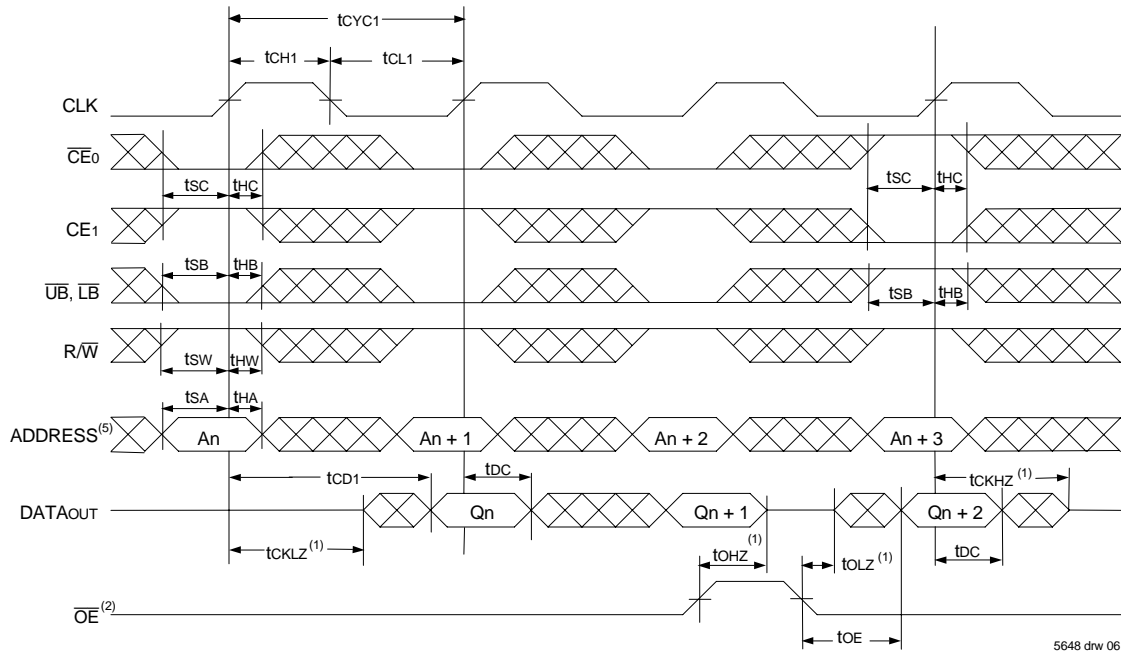 tCYC1
tCH1 tCL1
CLK
CE0
tSC tHC tSC tHC
CE1
tSB tHB
UB, LB
tSB tHB
R/W
tSW tHW
tSA tHA
ADDRESS(5) An An + 1 An + 2 An + 3
tCD1 tDC tCKHZ(1)
DATAOUT Qn Qn + 1 Qn + 2
tCKLZ(1) tOHZ(1) tOLZ(1) tDC
OE(2)
tOE
5648 drw 06